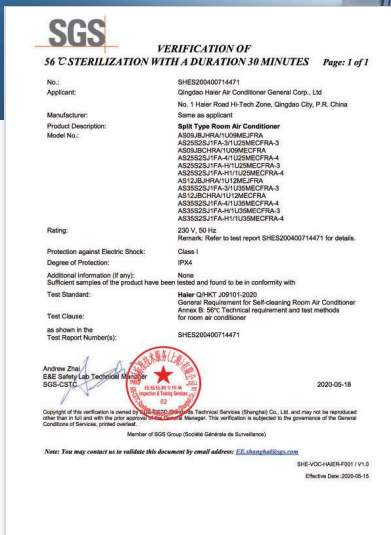 SGS
VERIFICATION OF
56℃ STERILIZATION WITH A DURATION 30 MINUTES Page: 1 of 1
No.: SHES200400714471
Applicant: Qingdao Haier Air Conditioner General Corp., Ltd
No. 1 Haier Road Hi-Tech Zone, Qingdao City, P.R. China
Manufacturer: Same as applicant
Product Description: Split Type Room Air Conditioner
Model No.: AS09JBJHRA/1U09MEJFRA
AS25S2SJ1FA-3/1U25MECFRA-3
AS09JBCHRA/1U09MECFRA
AS25S2SJ1FA-4/1U25MECFRA-4
AS25S2SJ1FA-H/1U25MECFRA-3
AS25S2SJ1FA-H1/1U25MECFRA-4
AS12JBJHRA/1U12MEJFRA
AS35S2SJ1FA-3/1U35MECFRA-3
AS12JBCHRA/1U12MECFRA
AS35S2SJ1FA-4/1U35MECFRA-4
AS35S2SJ1FA-H/1U35MECFRA-3
AS35S2SJ1FA-H1/1U35MECFRA-4
Rating: 230 V, 50 Hz
Remark: Refer to test report SHES200400714471 for details.
Protection against Electric Shock: Class I
Degree of Protection: IPX4
Additional Information (if any): None
Sufficient samples of the product have been tested and found to be in conformity with
Test Standard: Haier Q/HKT J09101-2020
General Requirement for Self-cleaning Room Air Conditioner
Test Clause: Annex B: 56℃ Technical requirement and test methods
for room air conditioner
as shown in the
Test Report Number(s): SHES200400714471
Andrew Zhai
E&E Safety Lab Technical Manager
SGS-CSTC
检验检测专用章
Inspection & Testing Services
02
2020-05-18
Copyright of this verification is owned by SGS-CSTC Standards Technical Services (Shanghai) Co., Ltd. and may not be reproduced
other than in full and with the prior approval of the General Manager. This verification is subjected to the governance of the General
Conditions of Services, printed overleaf.
Member of SGS Group (Société Générale de Surveillance)
Note: You may contact us to validate this document by email address: EE.shanghai@sgs.com
SHE-VOC-HAIER-F001 / V1.0
Effective Date :2020-05-15